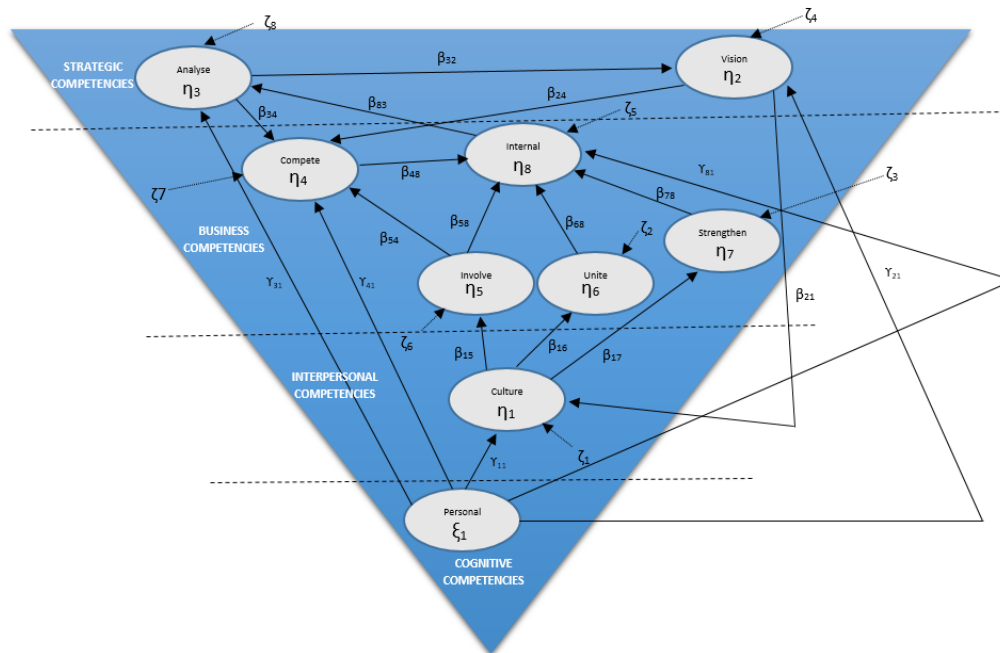 ζ8
ζ4
STRATEGIC
COMPETENCIES
Analyse
η3
β32
Vision
η2
β83
β24
β34
ζ5
Internal
η8
Compete
η4
β48
ϒ81
ζ7
β78
ζ3
BUSINESS
COMPETENCIES
β54
β58
β68
ζ2
Strengthen
η7
Involve
η5
Unite
η6
ϒ31
ϒ41
ϒ21
β21
ζ6
β15
β16
β17
INTERPERSONAL
COMPETENCIES
Culture
η1
ϒ11
ζ1
Personal
ξ1
COGNITIVE
COMPETENCIES